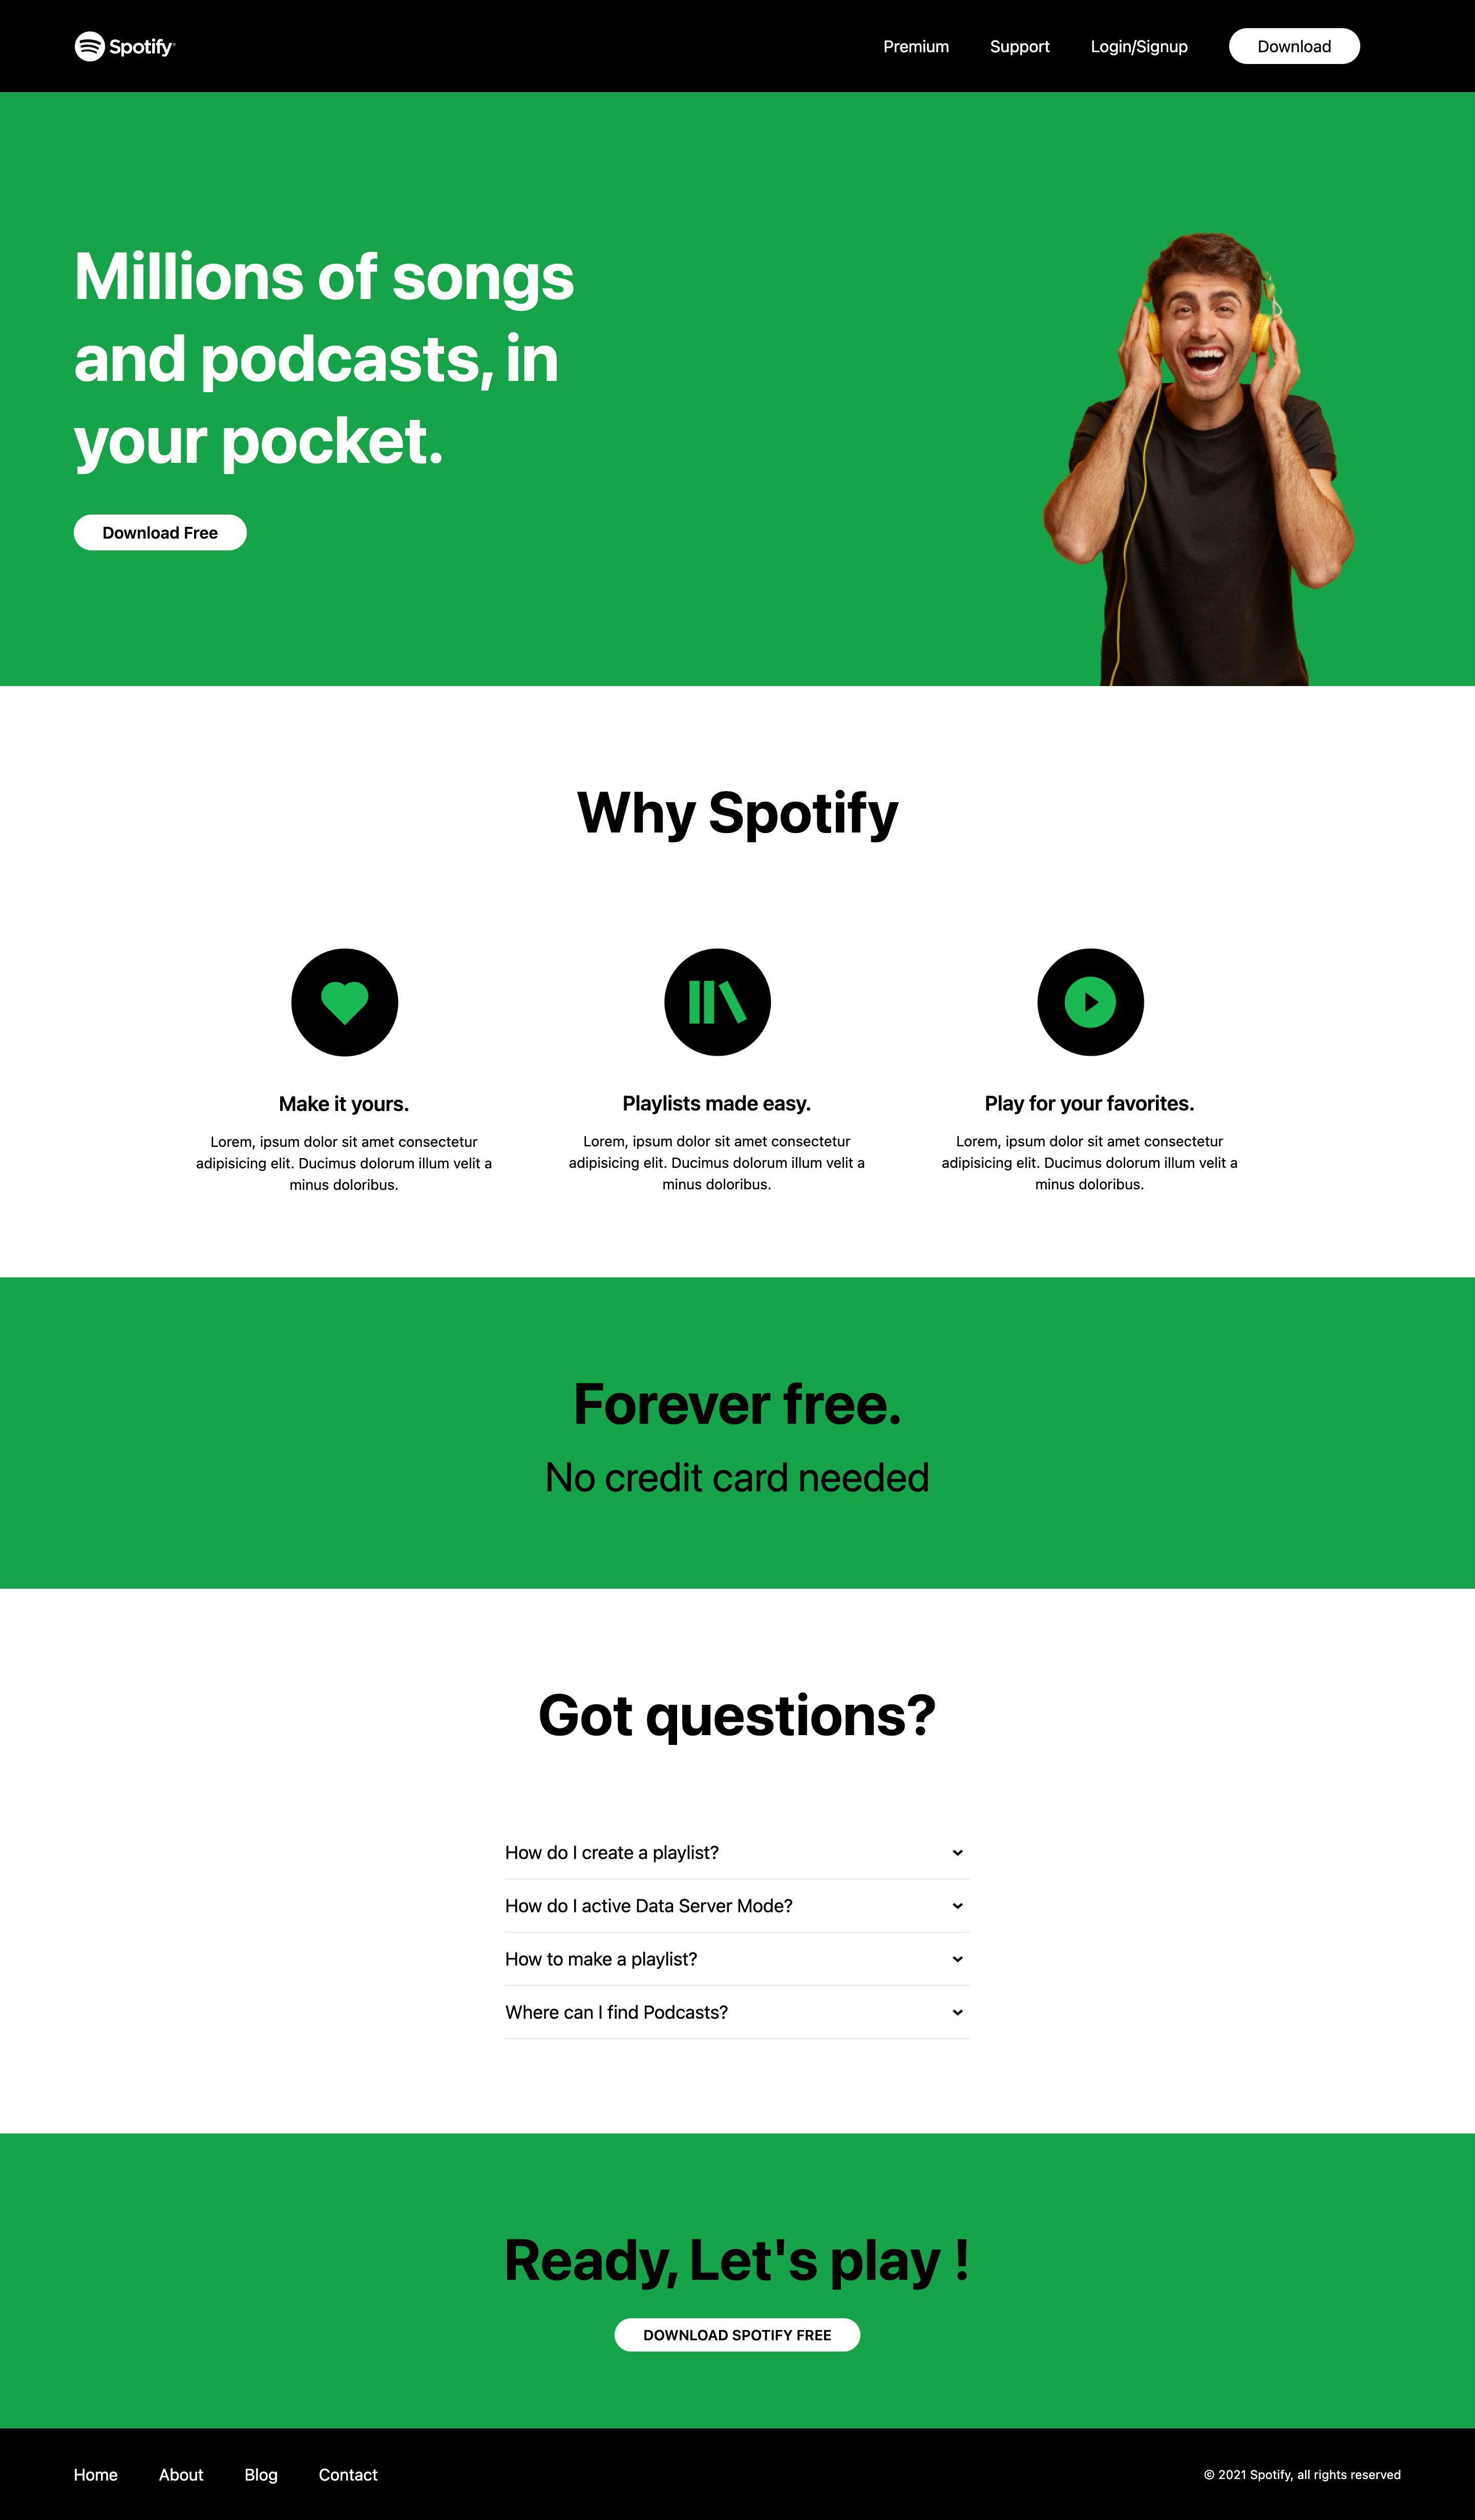 Spotify
Premium
Support
Login/Signup
Download
Millions of songs
and podcasts, in
your pocket.
Download Free
Why Spotify
Make it yours.
Lorem, ipsum dolor sit amet consectetur
adipisicing elit. Ducimus dolorum illum velit a
minus doloribus.
Playlists made easy.
Lorem, ipsum dolor sit amet consectetur
adipisicing elit. Ducimus dolorum illum velit a
minus doloribus.
Play for your favorites.
Lorem, ipsum dolor sit amet consectetur
adipisicing elit. Ducimus dolorum illum velit a
minus doloribus.
Forever free.
No credit card needed
Got questions?
How do I create a playlist?
How do I active Data Server Mode?
How to make a playlist?
Where can I find Podcasts?
Ready, Let's play !
DOWNLOAD SPOTIFY FREE
Home
About
Blog
Contact
© 2021 Spotify, all rights reserved